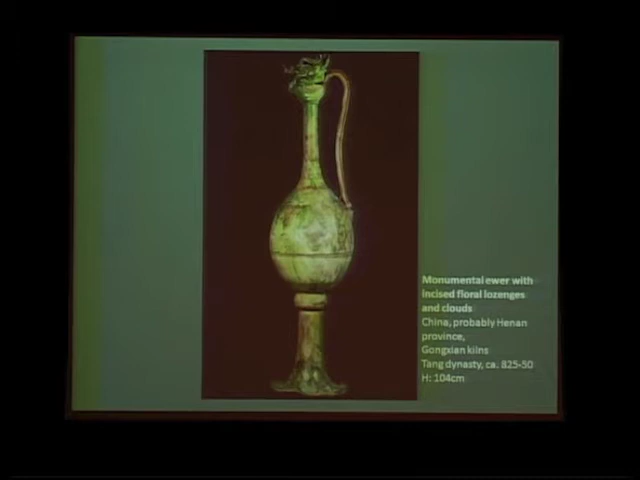 Monumental ewer with
incised floral lozenges
and clouds
China, probably Henan
province,
Gongxian kilns
Tang dynasty, ca. 825-50
H: 104cm